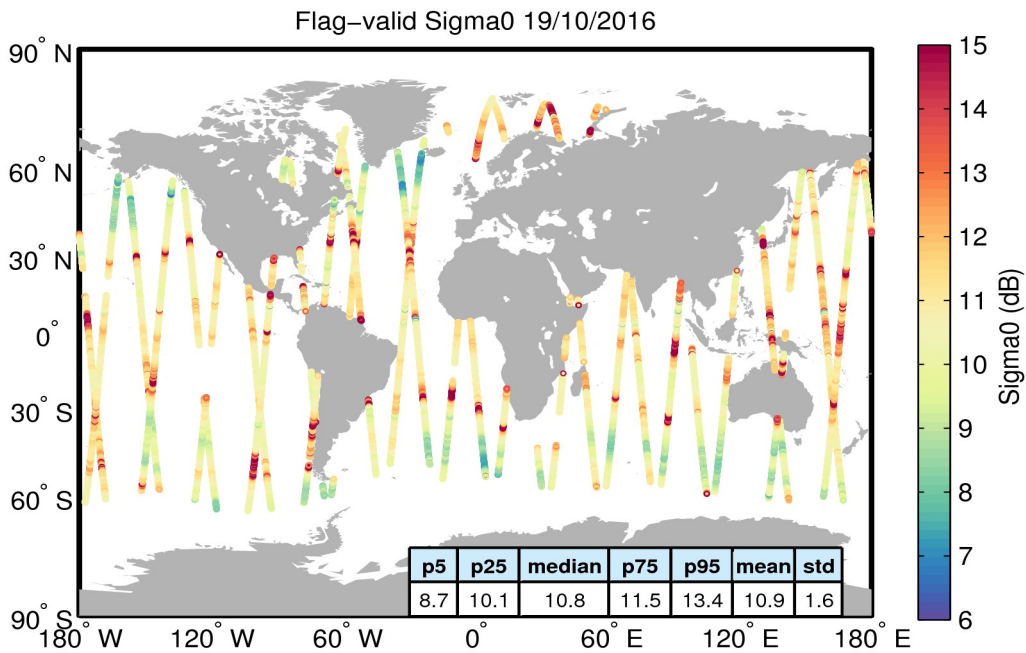 Flag−valid Sigma0 19/10/2016
90° N
60° N
30° N
0°
30° S
60° S
90° S
180° W
120° W
60° W
0°
60° E
120° E
180° E
p5 p25 median p75 p95 mean std
8.7 10.1 10.8 11.5 13.4 10.9 1.6
15
14
13
12
11
10
9
8
7
6
Sigma0 (dB)